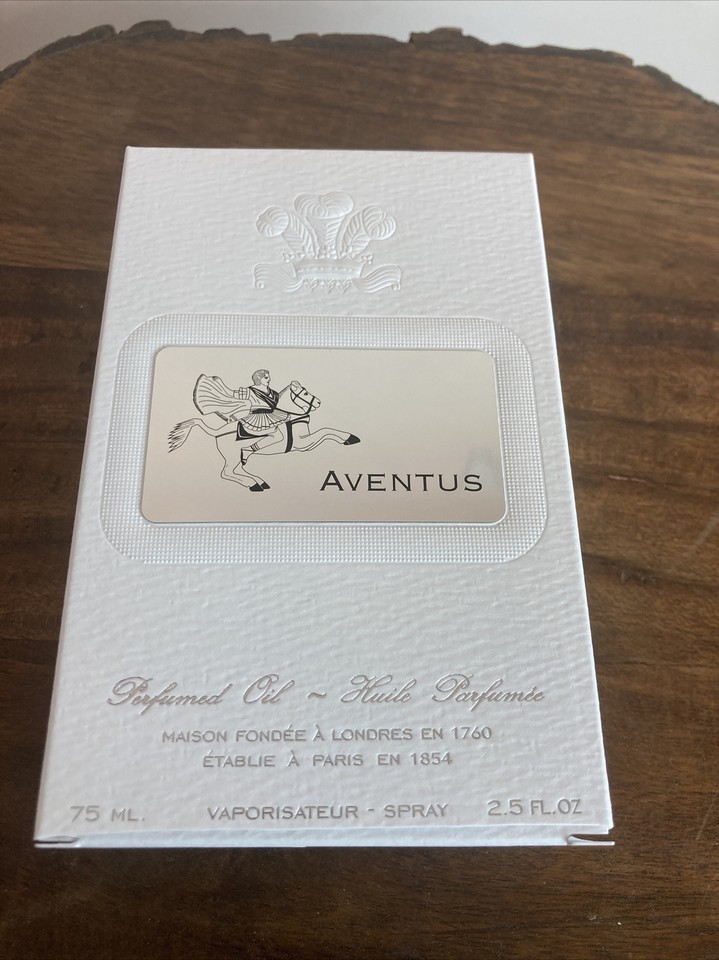 AVENTUS
Perfumed Oil ~ Huile Parfumée
MAISON FONDÉE À LONDRES EN 1760
ÉTABLIE À PARIS EN 1854
75 ML. VAPORISATEUR - SPRAY 2.5 FL.OZ